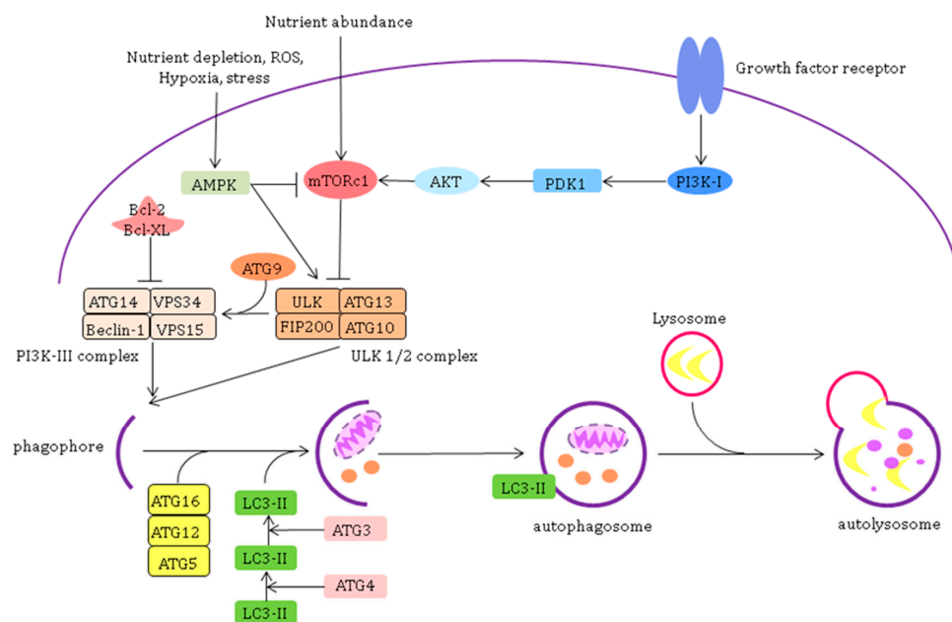 Nutrient abundance
Nutrient depletion, ROS,
Hypoxia, stress
Growth factor receptor
AMPK
mTORc1
AKT
PDK1
PI3K-I
Bcl-2
Bcl-XL
ATG9
ATG14
VPS34
Beclin-1
VPS15
ULK
ATG13
FIP200
ATG10
PI3K-III complex
ULK 1/2 complex
Lysosome
phagophore
ATG16
ATG12
ATG5
LC3-II
ATG3
LC3-II
ATG4
LC3-II
LC3-II
autophagosome
autolysosome